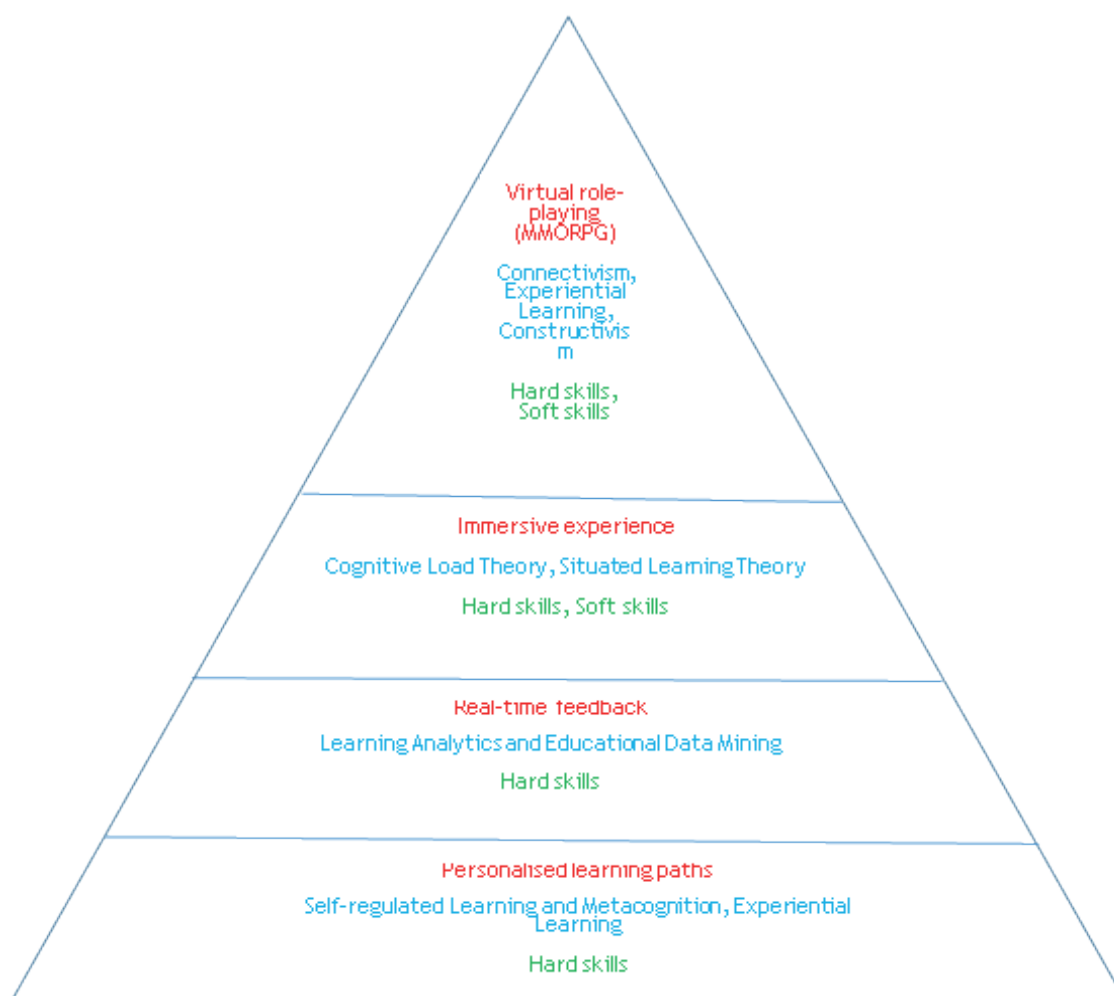 Virtual role-
playing
(MMORPG)
Connectivism,
Experiential
Learning,
Constructivis
m
Hard skills,
Soft skills
Immersive experience
Cognitive Load Theory, Situated Learning Theory
Hard skills, Soft skills
Real-time feedback
Learning Analytics and Educational Data Mining
Hard skills
Personalised learning paths
Self-regulated Learning and Metacognition, Experiential
Learning
Hard skills